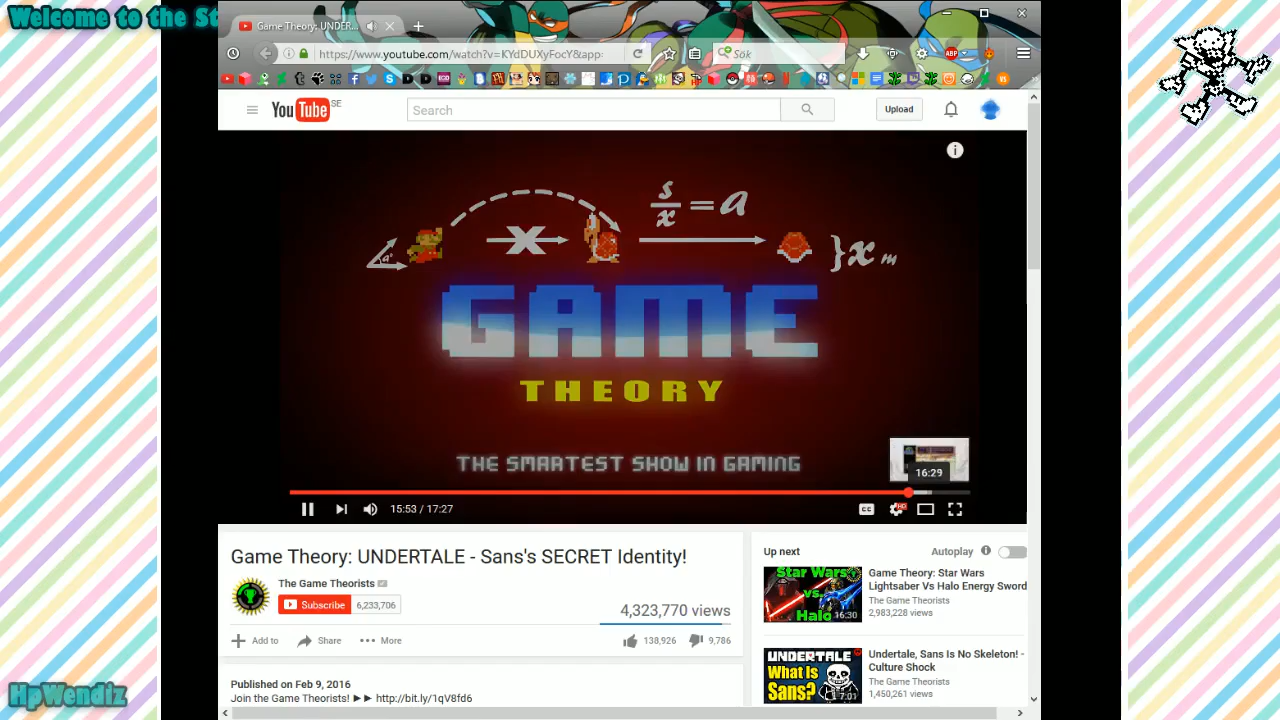 Welcome to the St
Game Theory: UNDER...
https://www.youtube.com/watch?v=KYdDUXyFocY&app=
Sök
ABP
YouTube SE
Search
Upload
i
s/x = a
a°
x
} x m
GAME
THEORY
THE SMARTEST SHOW IN GAMING
16:29
15:53 / 17:27
CC
HD
Game Theory: UNDERTALE - Sans's SECRET Identity!
The Game Theorists
Subscribe 6,233,706
4,323,770 views
Add to Share More
138,926 9,786
Published on Feb 9, 2016
Join the Game Theorists! ►► http://bit.ly/1qV8fd6
Up next
Autoplay
Star Wars
vs.
Halo
16:30
Game Theory: Star Wars
Lightsaber Vs Halo Energy Sword
The Game Theorists
2,983,228 views
UNDERTALE
What is
Sans?
17:01
Undertale, Sans Is No Skeleton! -
Culture Shock
The Game Theorists
1,450,261 views
HpWendiz